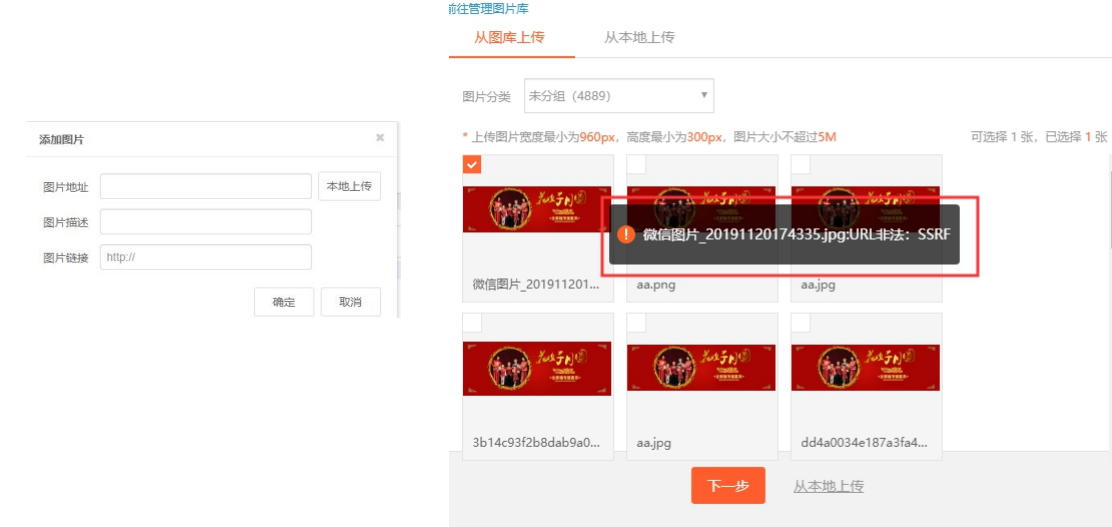 前往管理图片库
从图库上传 从本地上传
图片分类 未分组（4889） ▼
* 上传图片宽度最小为960px，高度最小为300px，图片大小不超过5M 可选择 1 张，已选择 1 张
添加图片 ×
图片地址 本地上传
图片描述
图片链接 http://
确定 取消
微信图片_20191120174335.jpg:URL非法：SSRF
微信图片_201911201... aa.png aa.jpg
3b14c93f2b8dab9a0... aa.jpg dd4a0034e187a3fa4...
下一步 从本地上传